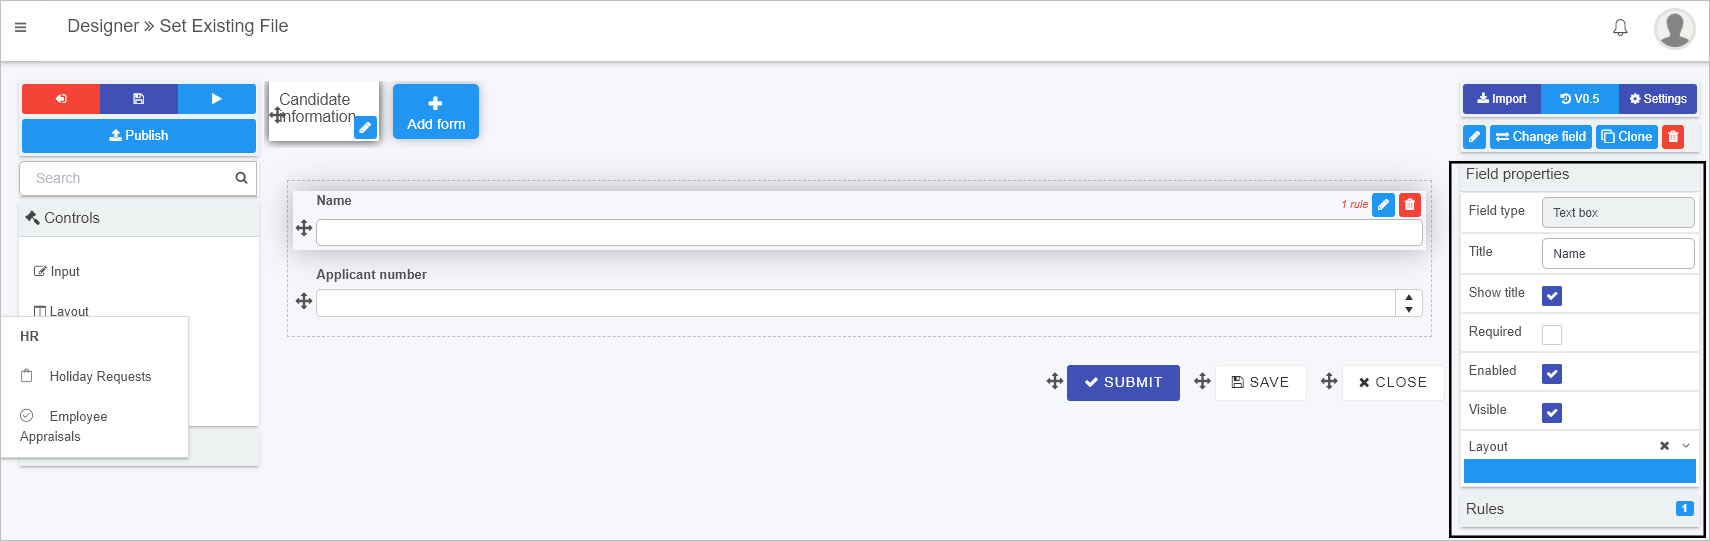 Designer » Set Existing File
Publish
Search
Controls
Input
Layout
HR
Holiday Requests
Employee
Appraisals
Candidate
Information
Add form
Name
1 rule
Applicant number
SUBMIT
SAVE
CLOSE
Import
V0.5
Settings
Change field
Clone
Field properties
Field type
Text box
Title
Name
Show title
Required
Enabled
Visible
Layout
Rules
1